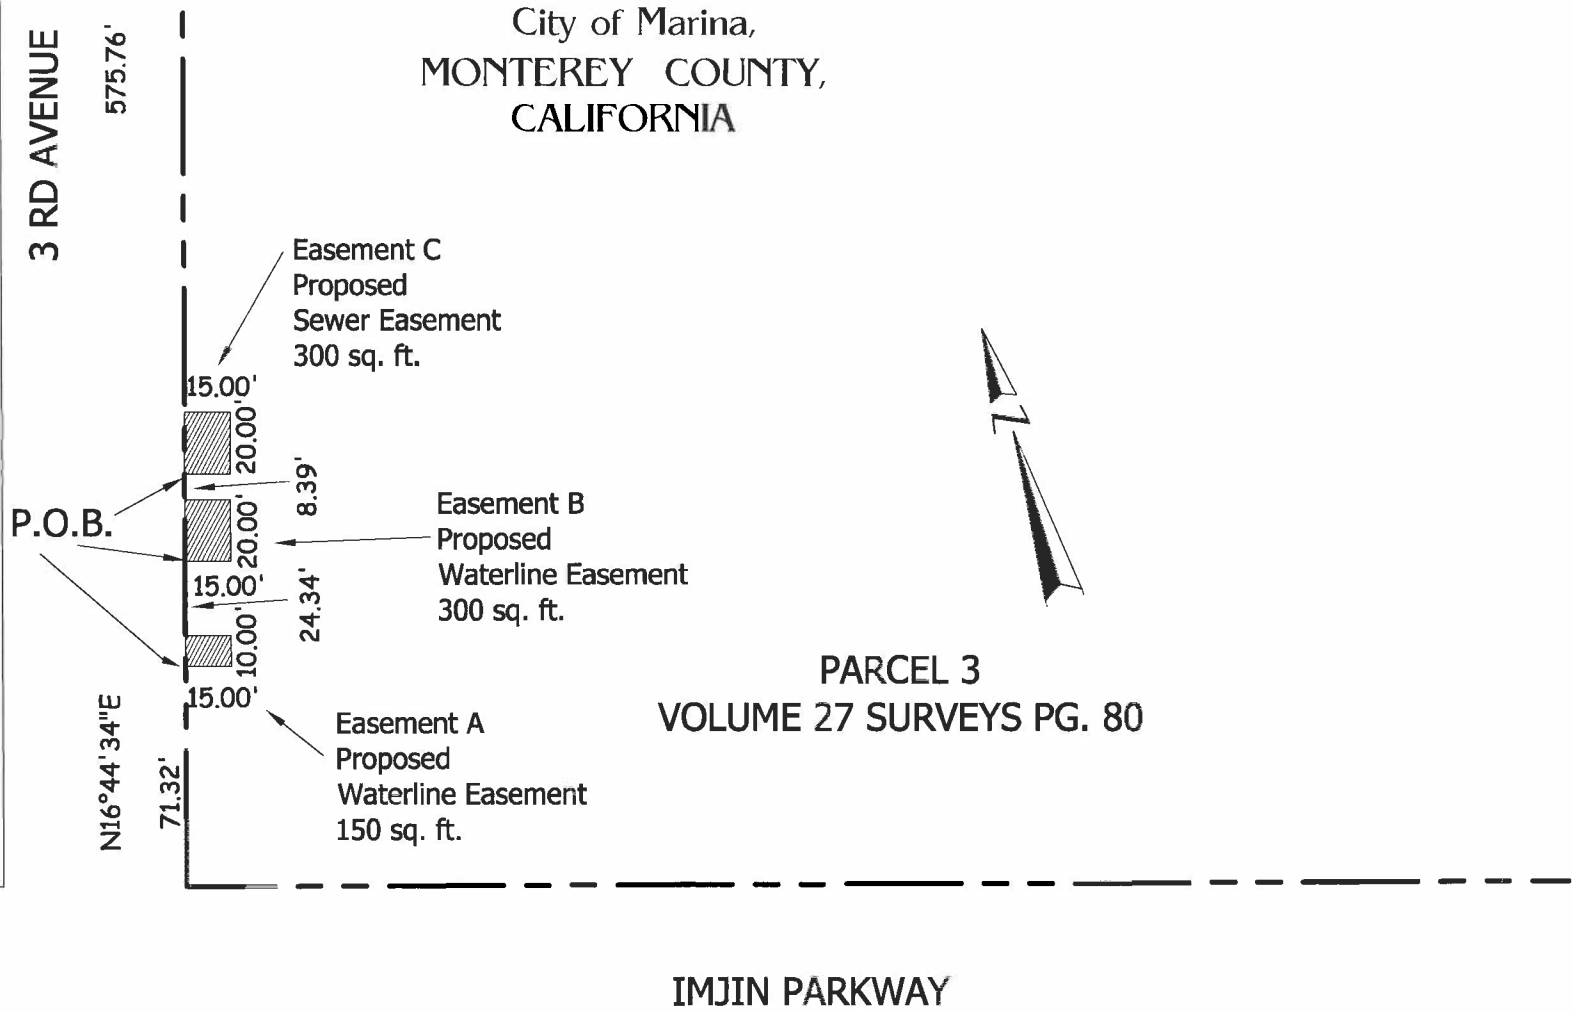 City of Marina,
MONTEREY COUNTY,
CALIFORNIA
3 RD AVENUE
575.76'
Easement C
Proposed
Sewer Easement
300 sq. ft.
15.00'
20.00'
8.39'
P.O.B.
20.00'
Easement B
Proposed
Waterline Easement
300 sq. ft.
15.00'
24.34'
10.00'
15.00'
Easement A
Proposed
Waterline Easement
150 sq. ft.
N16°44'34"E
71.32'
N
PARCEL 3
VOLUME 27 SURVEYS PG. 80
IMJIN PARKWAY